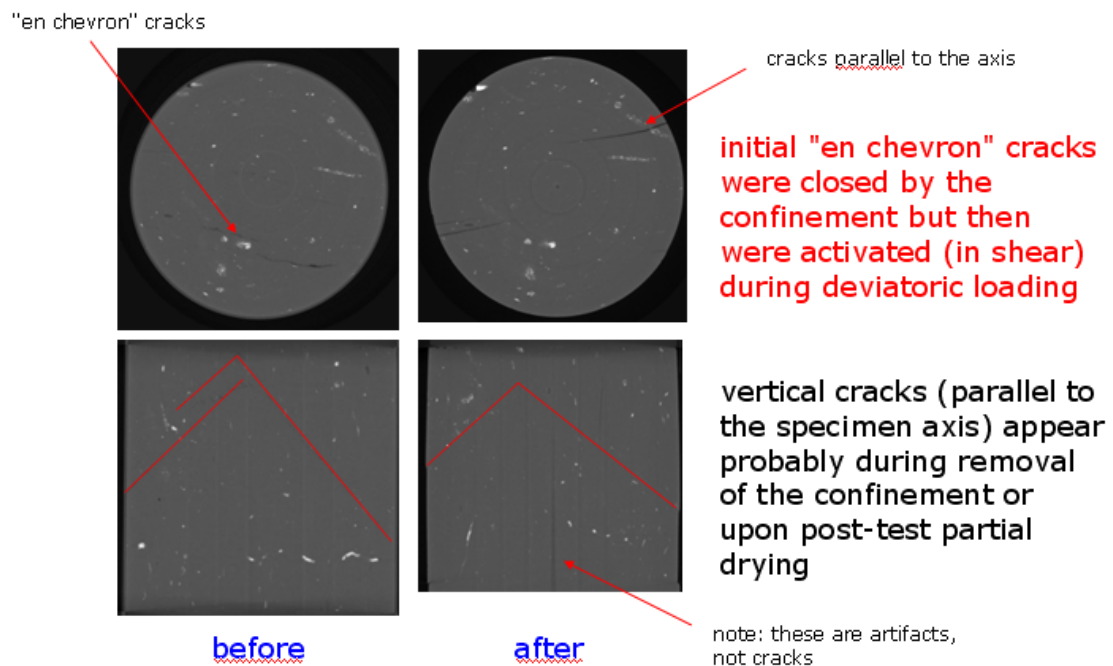 "en chevron" cracks
cracks parallel to the axis
initial "en chevron" cracks
were closed by the
confinement but then
were activated (in shear)
during deviatoric loading
vertical cracks (parallel to
the specimen axis) appear
probably during removal
of the confinement or
upon post-test partial
drying
before
after
note: these are artifacts,
not cracks